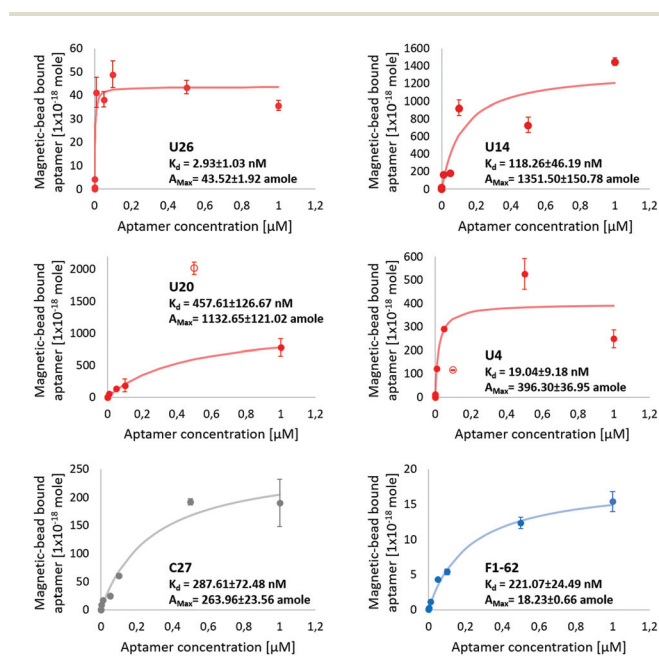 Magnetic-bead bound
aptamer [1x10⁻¹⁸ mole]
60
50
40
30
20
10
0
U26
K_d = 2.93±1.03 nM
A_Max= 43.52±1.92 amole
0 0,2 0,4 0,6 0,8 1 1,2
Aptamer concentration [µM]
Magnetic-bead bound
aptamer [1x10⁻¹⁸ mole]
1600
1400
1200
1000
800
600
400
200
0
U14
K_d = 118.26±46.19 nM
A_Max= 1351.50±150.78 amole
0 0,2 0,4 0,6 0,8 1 1,2
Aptamer concentration [µM]
Magnetic-bead bound
aptamer [1x10⁻¹⁸ mole]
2000
1500
1000
500
0
U20
K_d = 457.61±126.67 nM
A_Max= 1132.65±121.02 amole
0 0,2 0,4 0,6 0,8 1 1,2
Aptamer concentration [µM]
Magnetic-bead bound
aptamer [1x10⁻¹⁸ mole]
600
500
400
300
200
100
0
U4
K_d = 19.04±9.18 nM
A_Max= 396.30±36.95 amole
0 0,2 0,4 0,6 0,8 1 1,2
Aptamer concentration [µM]
Magnetic-bead bound
aptamer [1x10⁻¹⁸ mole]
250
200
150
100
50
0
C27
K_d = 287.61±72.48 nM
A_Max= 263.96±23.56 amole
0 0,2 0,4 0,6 0,8 1 1,2
Aptamer concentration [µM]
Magnetic-bead bound
aptamer [1x10⁻¹⁸ mole]
20
15
10
5
0
F1-62
K_d = 221.07±24.49 nM
A_Max= 18.23±0.66 amole
0 0,2 0,4 0,6 0,8 1 1,2
Aptamer concentration [µM]